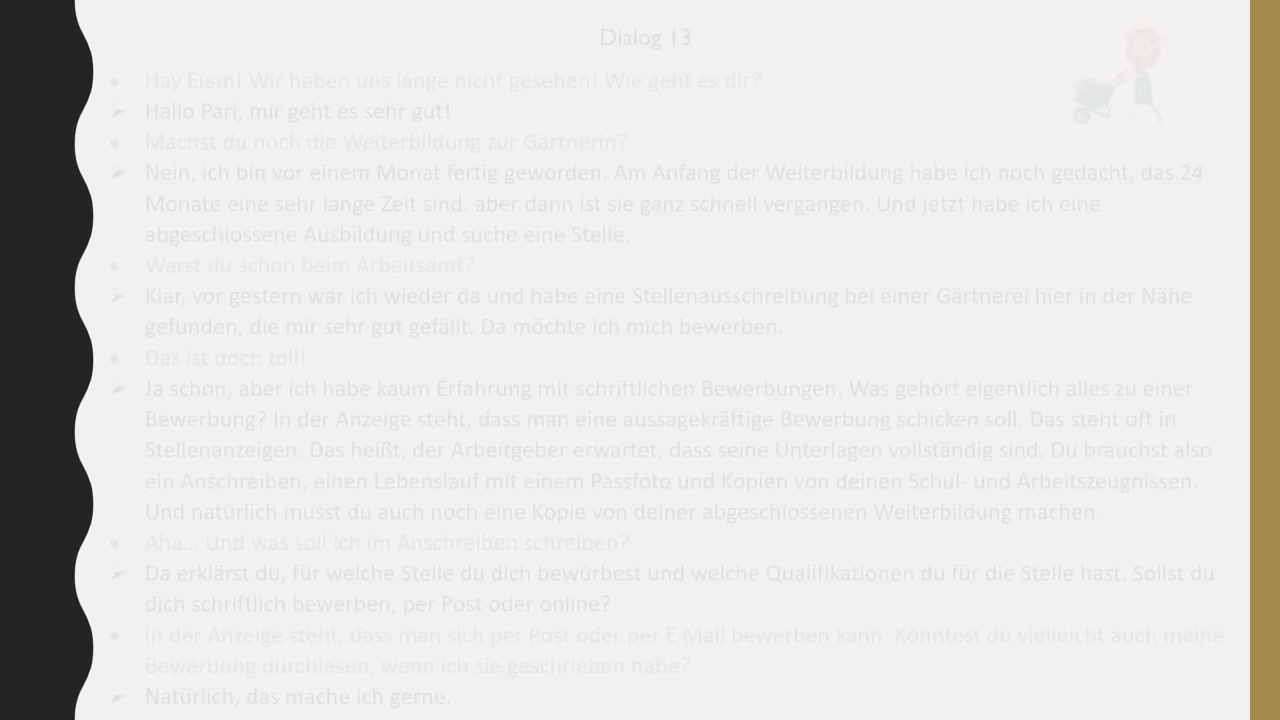 Dialog 13
• Hay Elam! Wir haben uns lange nicht gesehen! Wie geht es dir?
➢ Hallo Pari, mir geht es sehr gut!
• Machst du noch die Weiterbildung zur Gärtnerin?
➢ Nein, ich bin vor einem Monat fertig geworden. Am Anfang der Weiterbildung habe ich noch gedacht, das 24
Monate eine sehr lange Zeit sind, aber dann ist sie ganz schnell vergangen. Und jetzt habe ich eine
abgeschlossene Ausbildung und suche eine Stelle.
• Warst du schon beim Arbeitsamt?
➢ Klar, vor gestern war ich wieder da und habe eine Stellenausschreibung bei einer Gärtnerei hier in der Nähe
gefunden, die mir sehr gut gefällt. Da möchte ich mich bewerben.
• Das ist doch toll!
➢ Ja schon, aber ich habe kaum Erfahrung mit schriftlichen Bewerbungen. Was gehört eigentlich alles zu einer
Bewerbung? In der Anzeige steht, dass man eine aussagekräftige Bewerbung schicken soll. Das steht oft in
Stellenanzeigen. Das heißt, der Arbeitgeber erwartet, dass seine Unterlagen vollständig sind. Du brauchst also
ein Anschreiben, einen Lebenslauf mit einem Passfoto und Kopien von deinen Schul- und Arbeitszeugnissen.
Und natürlich musst du auch noch eine Kopie von deiner abgeschlossenen Weiterbildung machen.
• Aha... Und was soll ich im Anschreiben schreiben?
➢ Da erklärst du, für welche Stelle du dich bewürbest und welche Qualifikationen du für die Stelle hast. Sollst du
dich schriftlich bewerben, per Post oder online?
• In der Anzeige steht, dass man sich per Post oder per E Mail bewerben kann. Könntest du vielleicht auch meine
Bewerbung durchlesen, wenn ich sie geschrieben habe?
➢ Natürlich, das mache ich gerne.